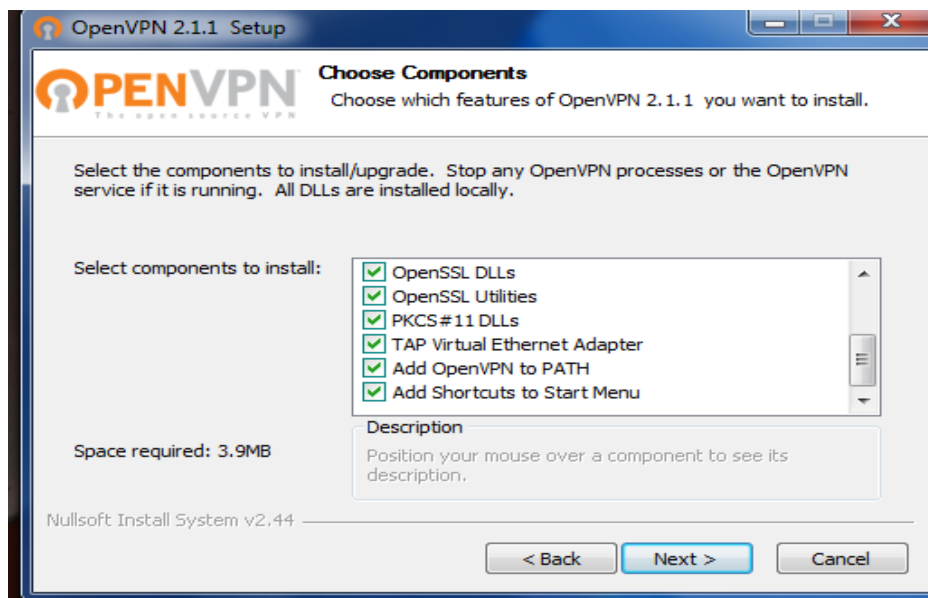 OpenVPN 2.1.1 Setup
OPENVPN
The open source VPN
Choose Components
Choose which features of OpenVPN 2.1.1 you want to install.
Select the components to install/upgrade. Stop any OpenVPN processes or the OpenVPN
service if it is running. All DLLs are installed locally.
Select components to install:
OpenSSL DLLs
OpenSSL Utilities
PKCS#11 DLLs
TAP Virtual Ethernet Adapter
Add OpenVPN to PATH
Add Shortcuts to Start Menu
Space required: 3.9MB
Description
Position your mouse over a component to see its
description.
Nullsoft Install System v2.44
< Back
Next >
Cancel